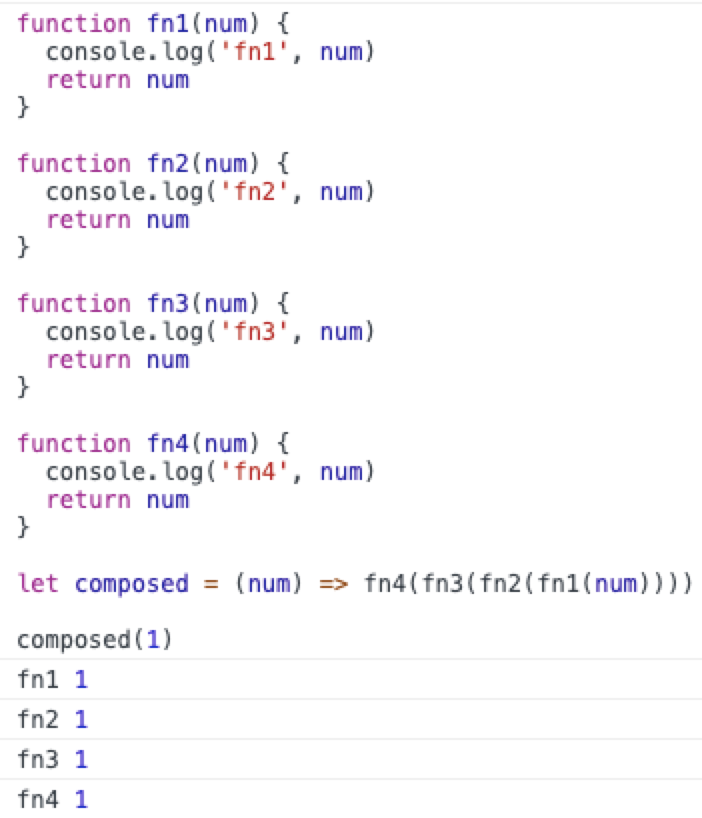 function fn1(num) {
  console.log('fn1', num)
  return num
}

function fn2(num) {
  console.log('fn2', num)
  return num
}

function fn3(num) {
  console.log('fn3', num)
  return num
}

function fn4(num) {
  console.log('fn4', num)
  return num
}

let composed = (num) => fn4(fn3(fn2(fn1(num))))

composed(1)
fn1 1
fn2 1
fn3 1
fn4 1